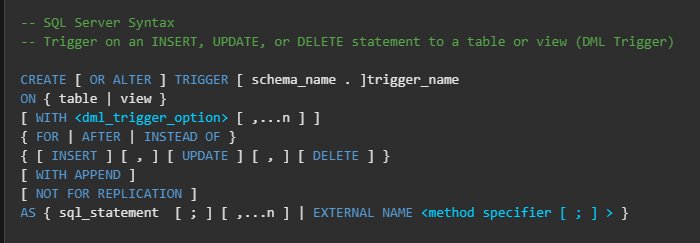 -- SQL Server Syntax
-- Trigger on an INSERT, UPDATE, or DELETE statement to a table or view (DML Trigger)
CREATE [ OR ALTER ] TRIGGER [ schema_name . ]trigger_name
ON { table | view }
[ WITH <dml_trigger_option> [ ,...n ] ]
{ FOR | AFTER | INSTEAD OF }
{ [ INSERT ] [ , ] [ UPDATE ] [ , ] [ DELETE ] }
[ WITH APPEND ]
[ NOT FOR REPLICATION ]
AS { sql_statement  [ ; ] [ ,...n ] | EXTERNAL NAME <method specifier [ ; ] > }